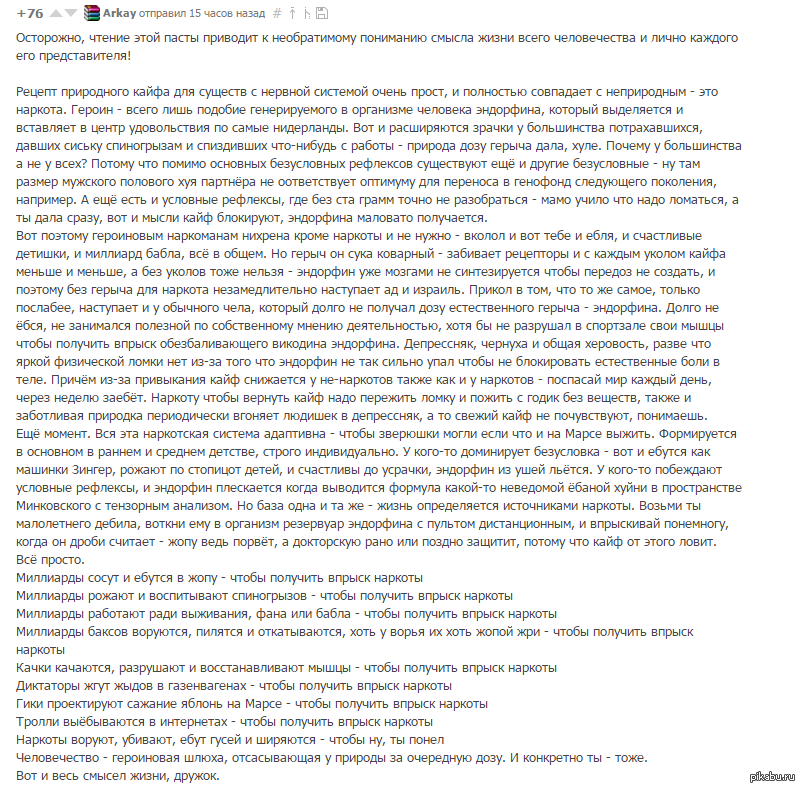 +76 Arkay отправил 15 часов назад #
Осторожно, чтение этой пасты приводит к необратимому пониманию смысла жизни всего человечества и лично каждого
его представителя!
Рецепт природного кайфа для существ с нервной системой очень прост, и полностью совпадает с неприродным - это
наркота. Героин - всего лишь подобие генерируемого в организме человека эндорфина, который выделяется и
вставляет в центр удовольствия по самые нидерланды. Вот и расширяются зрачки у большинства потрахавшихся,
давших сиську спиногрызам и спиздивших что-нибудь с работы - природа дозу герыча дала, хуле. Почему у большинства
а не у всех? Потому что помимо основных безусловных рефлексов существуют ещё и другие безусловные - ну там
размер мужского полового хуя партнёра не оответствует оптимуму для переноса в генофонд следующего поколения,
например. А ещё есть и условные рефлексы, где без ста грамм точно не разобраться - мамо учило что надо ломаться, а
ты дала сразу, вот и мысли кайф блокируют, эндорфина маловато получается.
Вот поэтому героиновым наркоманам нихрена кроме наркоты и не нужно - вколол и вот тебе и ебля, и счастливые
детишки, и миллиард бабла, всё в общем. Но герыч он сука коварный - забивает рецепторы и с каждым уколом кайфа
меньше и меньше, а без уколов тоже нельзя - эндорфин уже мозгами не синтезируется чтобы передоз не создать, и
поэтому без герыча для наркота незамедлительно наступает ад и израиль. Прикол в том, что то же самое, только
послабее, наступает и у обычного чела, который долго не получал дозу естественного герыча - эндорфина. Долго не
ёбся, не занимался полезной по собственному мнению деятельностью, хотя бы не разрушал в спортзале свои мышцы
чтобы получить впрыск обезбаливающего викодина эндорфина. Депрессняк, чернуха и общая херовость, разве что
яркой физической ломки нет из-за того что эндорфин не так сильно упал чтобы не блокировать естественные боли в
теле. Причём из-за привыкания кайф снижается у не-наркотов также как и у наркотов - поспасай мир каждый день,
через неделю заебёт. Наркоту чтобы вернуть кайф надо пережить ломку и пожить с годик без веществ, также и
заботливая природка периодически вгоняет людишек в депрессняк, а то свежий кайф не почувствуют, понимаешь.
Ещё момент. Вся эта наркотская система адаптивна - чтобы зверюшки могли если что и на Марсе выжить. Формируется
в основном в раннем и среднем детстве, строго индивидуально. У кого-то доминирует безусловка - вот и ебутся как
машинки Зингер, рожают по стопицот детей, и счастливы до усрачки, эндорфин из ушей льётся. У кого-то побеждают
условные рефлексы, и эндорфин плескается когда выводится формула какой-то неведомой ёбаной хуйни в пространстве
Минковского с тензорным анализом. Но база одна и та же - жизнь определяется источниками наркоты. Возьми ты
малолетнего дебила, воткни ему в организм резервуар эндорфина с пультом дистанционным, и впрыскивай понемногу,
когда он дроби считает - жопу ведь порвёт, а докторскую рано или поздно защитит, потому что кайф от этого ловит.
Всё просто.
Миллиарды сосут и ебутся в жопу - чтобы получить впрыск наркоты
Миллиарды рожают и воспитывают спиногрызов - чтобы получить впрыск наркоты
Миллиарды работают ради выживания, фана или бабла - чтобы получить впрыск наркоты
Миллиарды баксов воруются, пилятся и откатываются, хоть у ворья их хоть жопой жри - чтобы получить впрыск
наркоты
Качки качаются, разрушают и восстанавливают мышцы - чтобы получить впрыск наркоты
Диктаторы жгут жыдов в газенвагенах - чтобы получить впрыск наркоты
Гики проектируют сажание яблонь на Марсе - чтобы получить впрыск наркоты
Тролли выёбываются в интернетах - чтобы получить впрыск наркоты
Наркоты воруют, убивают, ебут гусей и ширяются - чтобы ну, ты понел
Человечество - героиновая шлюха, отсасывающая у природы за очередную дозу. И конкретно ты - тоже.
Вот и весь смысел жизни, дружок.
pikabu.ru